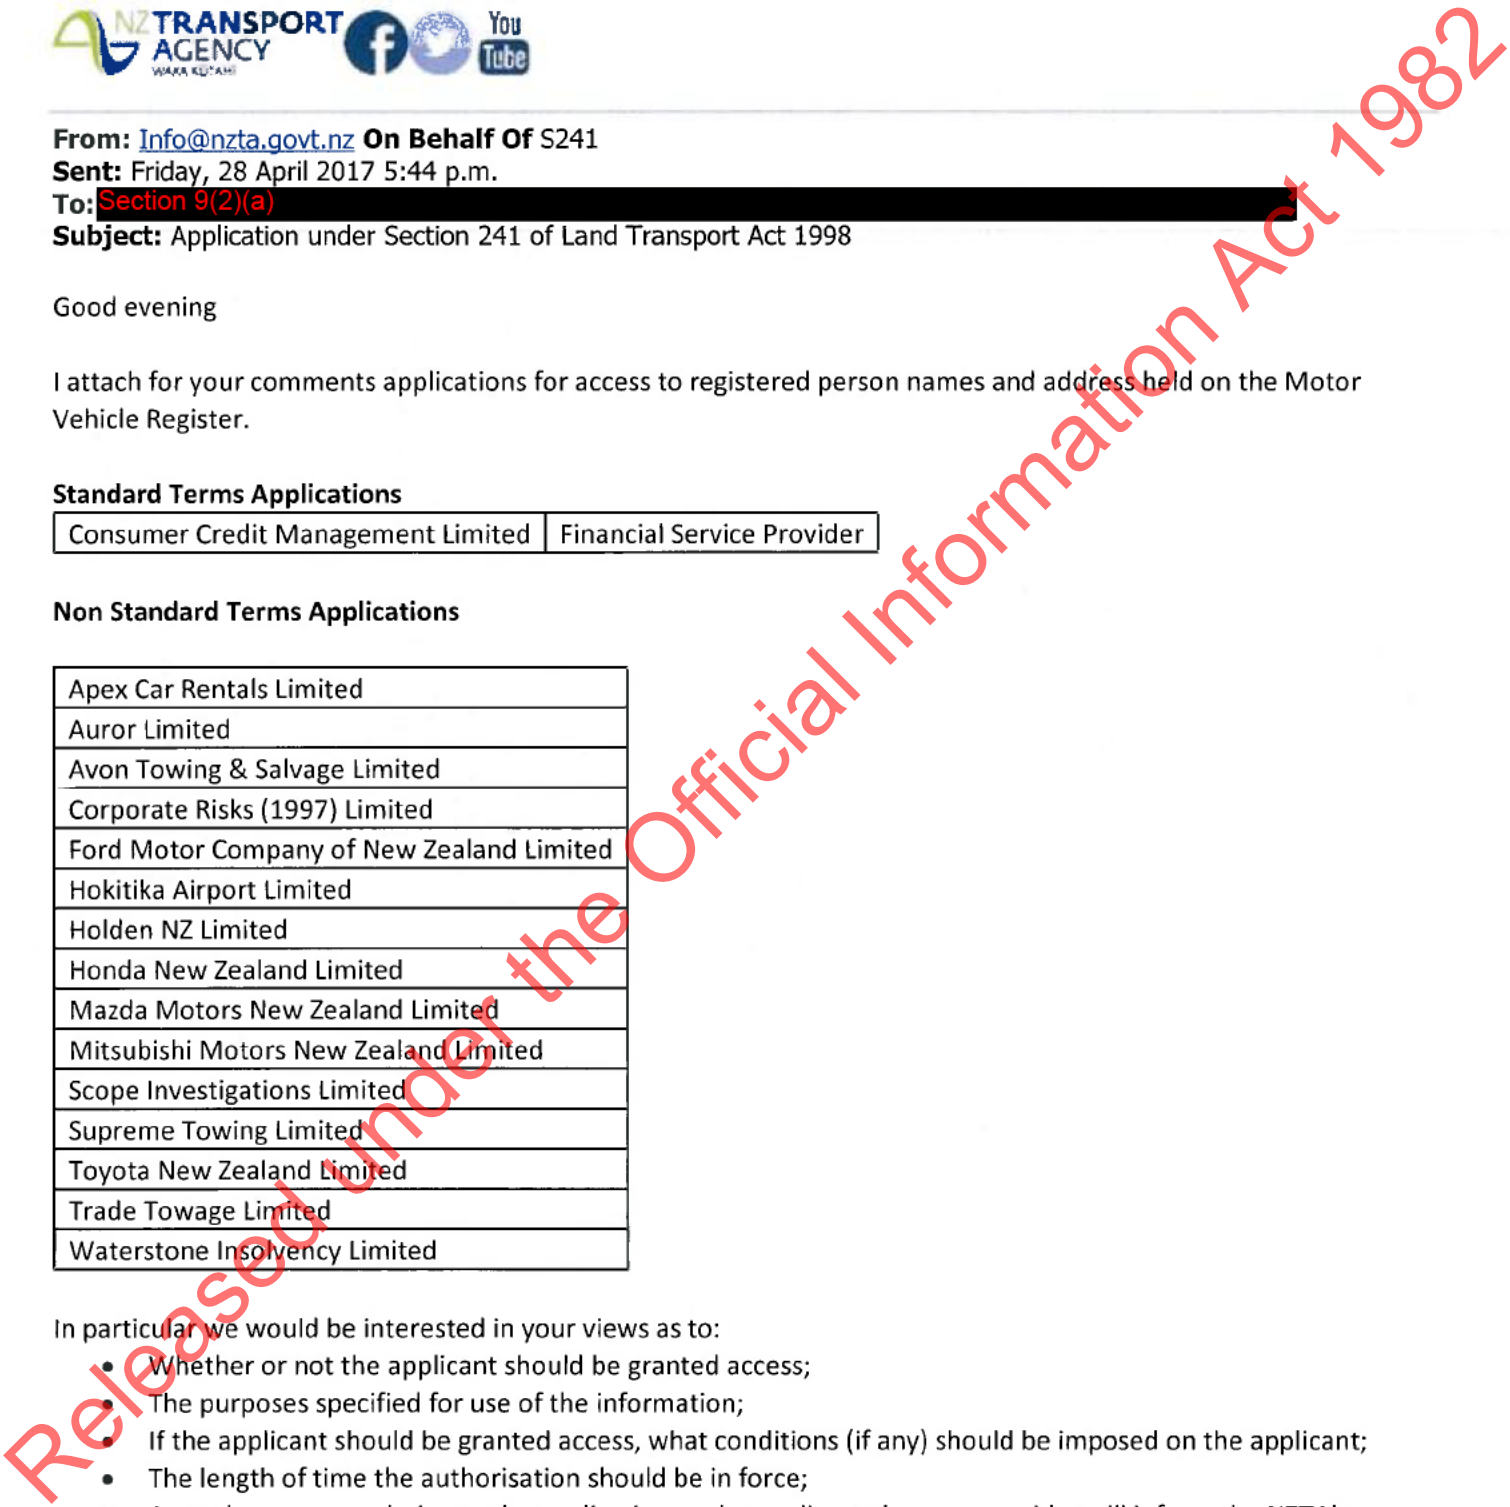 NZ TRANSPORT
AGENCY
WAKA KOTAHI
You
Tube
From: Info@nzta.govt.nz On Behalf Of S241
Sent: Friday, 28 April 2017 5:44 p.m.
To: Section 9(2)(a)
Subject: Application under Section 241 of Land Transport Act 1998
Good evening
I attach for your comments applications for access to registered person names and address held on the Motor
Vehicle Register.
Standard Terms Applications
Consumer Credit Management Limited Financial Service Provider
Non Standard Terms Applications
Apex Car Rentals Limited
Auror Limited
Avon Towing & Salvage Limited
Corporate Risks (1997) Limited
Ford Motor Company of New Zealand Limited
Hokitika Airport Limited
Holden NZ Limited
Honda New Zealand Limited
Mazda Motors New Zealand Limited
Mitsubishi Motors New Zealand Limited
Scope Investigations Limited
Supreme Towing Limited
Toyota New Zealand Limited
Trade Towage Limited
Waterstone Insolvency Limited
In particular we would be interested in your views as to:
• Whether or not the applicant should be granted access;
• The purposes specified for use of the information;
• If the applicant should be granted access, what conditions (if any) should be imposed on the applicant;
• The length of time the authorisation should be in force;
Released under the Official Information Act 1982